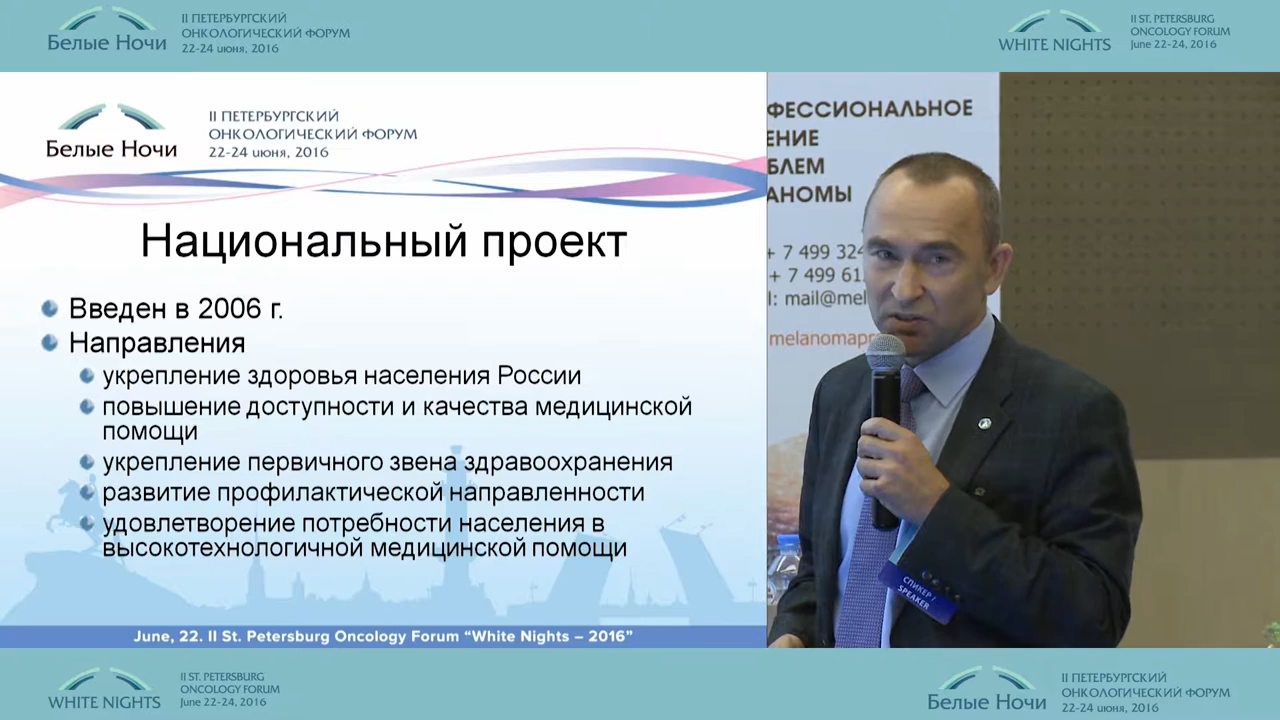 Белые Ночи
II ПЕТЕРБУРГСКИЙ
ОНКОЛОГИЧЕСКИЙ ФОРУМ
22-24 июня, 2016
WHITE NIGHTS
II ST. PETERSBURG
ONCOLOGY FORUM
June 22-24, 2016
Белые Ночи
II ПЕТЕРБУРГСКИЙ
ОНКОЛОГИЧЕСКИЙ ФОРУМ
22-24 июня, 2016
Национальный проект
Введен в 2006 г.
Направления
укрепление здоровья населения России
повышение доступности и качества медицинской
помощи
укрепление первичного звена здравоохранения
развитие профилактической направленности
удовлетворение потребности населения в
высокотехнологичной медицинской помощи
June, 22. II St. Petersburg Oncology Forum “White Nights – 2016”
ФЕССИОНАЛЬНОЕ
ЕНИЕ
БЛЕМ
АНОМЫ
+ 7 499 324
+ 7 499 61
l: mail@mel
melanomapr
СПИКЕР /
SPEAKER
WHITE NIGHTS
II ST. PETERSBURG
ONCOLOGY FORUM
June 22-24, 2016
Белые Ночи
II ПЕТЕРБУРГСКИЙ
ОНКОЛОГИЧЕСКИЙ ФОРУМ
22-24 июня, 2016